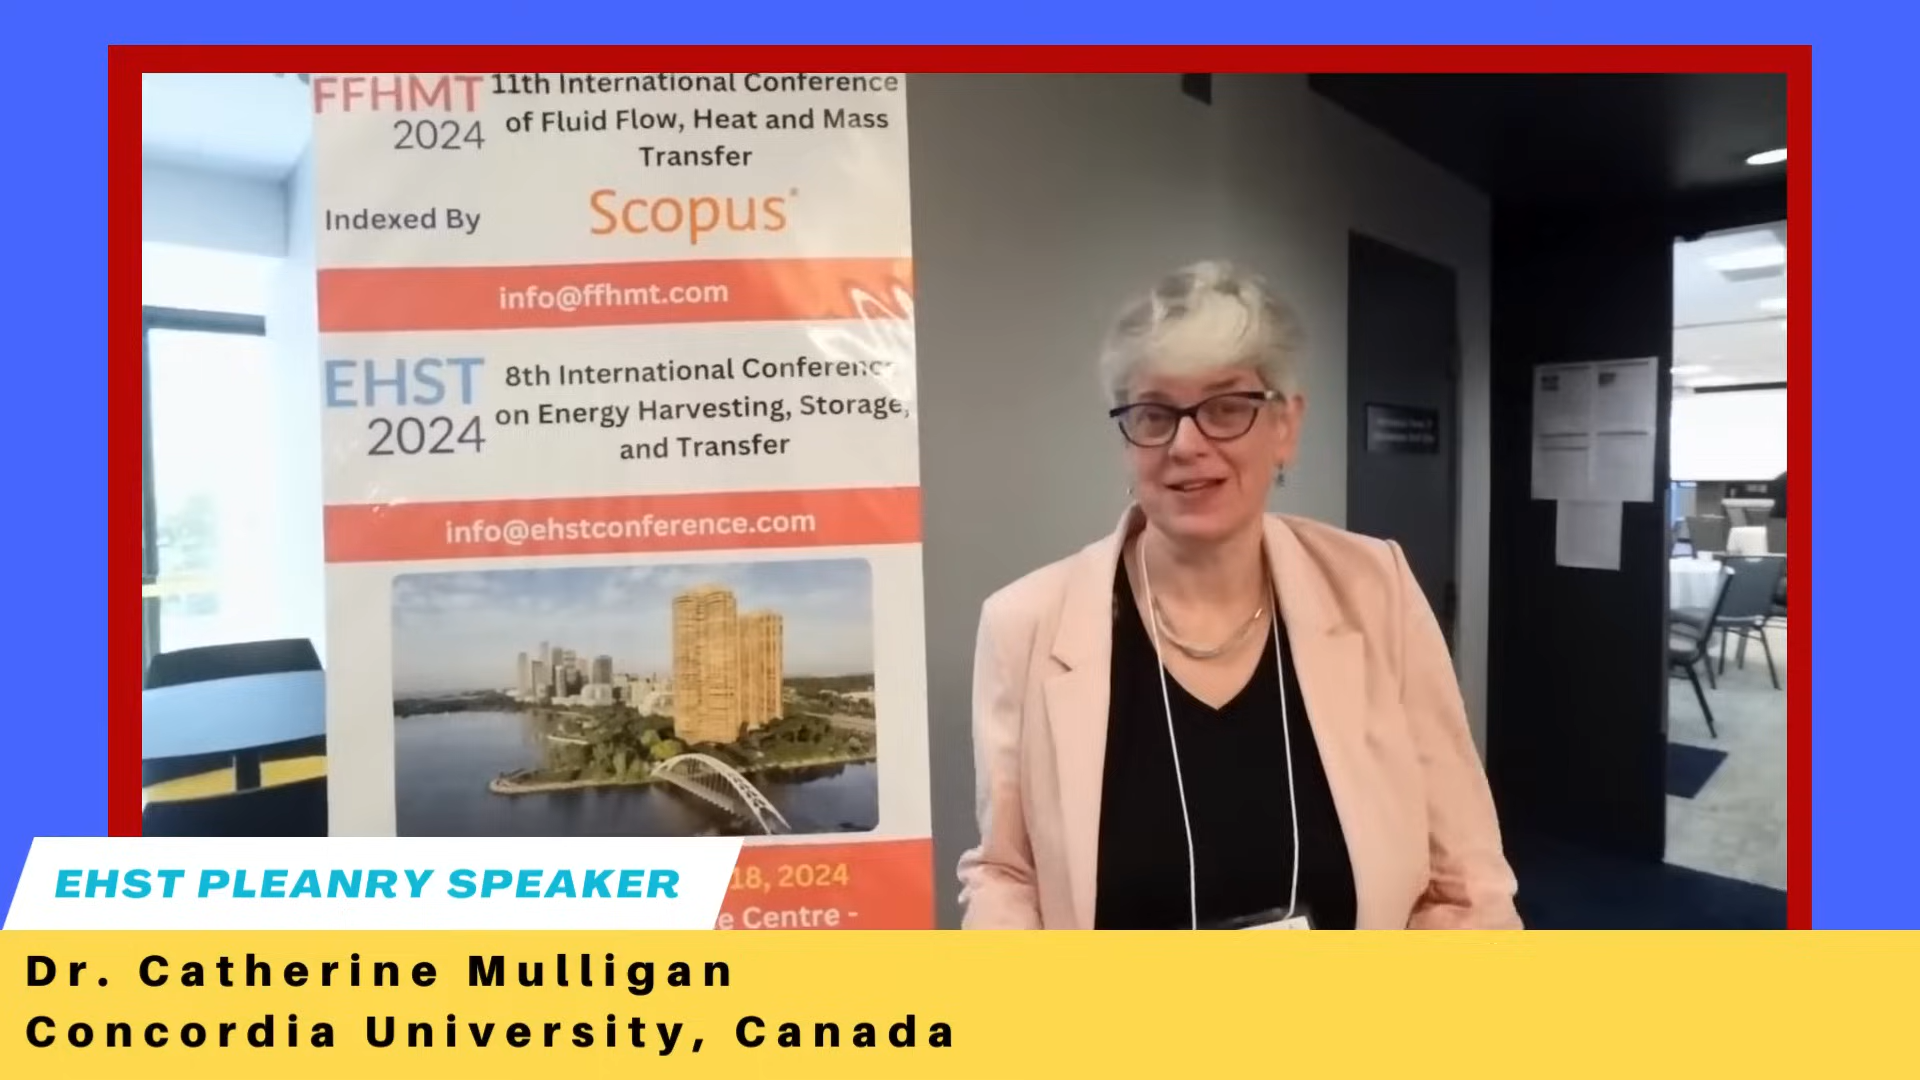 FFHMT
2024
11th International Conference
of Fluid Flow, Heat and Mass
Transfer
Indexed By
Scopus
info@ffhmt.com
EHST
2024
8th International Conference
on Energy Harvesting, Storage,
and Transfer
info@ehstconference.com
18, 2024
Centre -
EHST PLEANRY SPEAKER
Dr. Catherine Mulligan
Concordia University, Canada